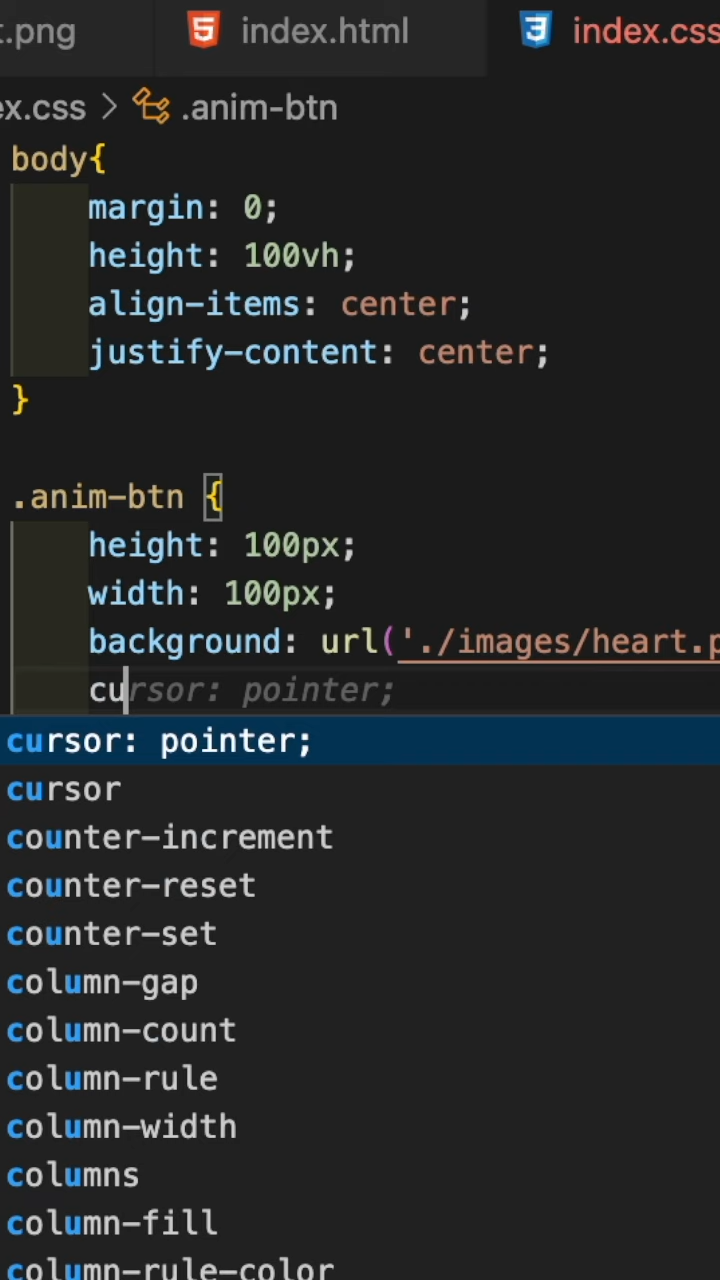 t.png index.html index.css
ex.css > .anim-btn
body{
margin: 0;
height: 100vh;
align-items: center;
justify-content: center;
}
.anim-btn {
height: 100px;
width: 100px;
background: url('./images/heart.p
cursor: pointer;
cursor: pointer;
cursor
counter-increment
counter-reset
counter-set
column-gap
column-count
column-rule
column-width
columns
column-fill
column-rule-color